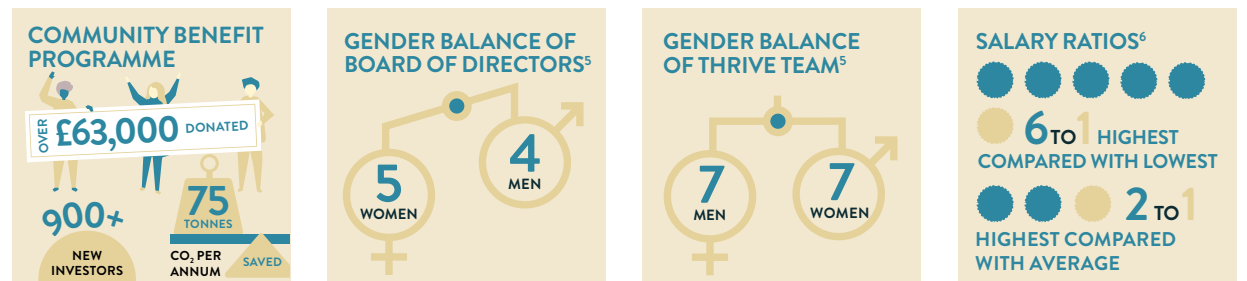 COMMUNITY BENEFIT
PROGRAMME
OVER £63,000 DONATED
900+
NEW
INVESTORS
75
TONNES
CO₂ PER
ANNUM
SAVED
GENDER BALANCE OF
BOARD OF DIRECTORS⁵
5
WOMEN
4
MEN
GENDER BALANCE
OF THRIVE TEAM⁵
7
MEN
7
WOMEN
SALARY RATIOS⁶
6 TO 1 HIGHEST
COMPARED WITH LOWEST
2 TO 1
HIGHEST COMPARED
WITH AVERAGE